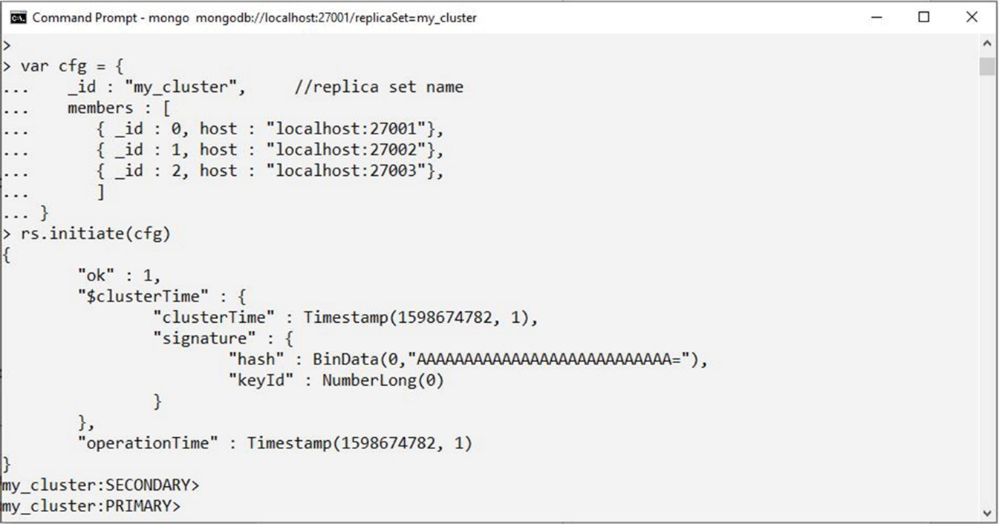 Command Prompt - mongo mongodb://localhost:27001/replicaSet=my_cluster
>
> var cfg = {
...     _id : "my_cluster",     //replica set name
...     members : [
...        { _id : 0, host : "localhost:27001"},
...        { _id : 1, host : "localhost:27002"},
...        { _id : 2, host : "localhost:27003"},
...        ]
... }
> rs.initiate(cfg)
{
        "ok" : 1,
        "$clusterTime" : {
                "clusterTime" : Timestamp(1598674782, 1),
                "signature" : {
                        "hash" : BinData(0,"AAAAAAAAAAAAAAAAAAAAAAAAAAA="),
                        "keyId" : NumberLong(0)
                }
        },
        "operationTime" : Timestamp(1598674782, 1)
}
my_cluster:SECONDARY>
my_cluster:PRIMARY>